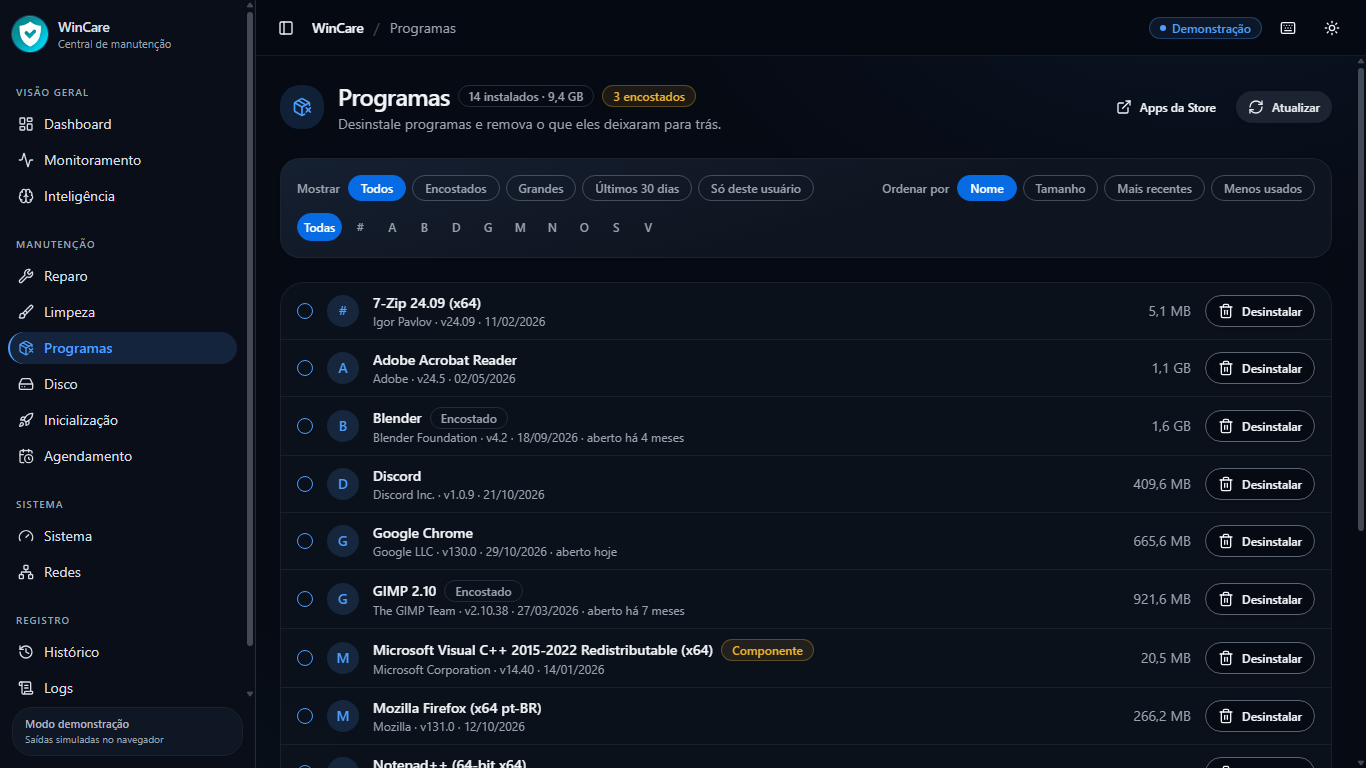 WinCare
Central de manutenção
VISÃO GERAL
Dashboard
Monitoramento
Inteligência
MANUTENÇÃO
Reparo
Limpeza
Programas
Disco
Inicialização
Agendamento
SISTEMA
Sistema
Redes
REGISTRO
Histórico
Logs
Modo demonstração
Saídas simuladas no navegador
WinCare / Programas
Demonstração
Programas 14 instalados · 9,4 GB 3 encostados
Desinstale programas e remova o que eles deixaram para trás.
Apps da Store Atualizar
Mostrar Todos Encostados Grandes Últimos 30 dias Só deste usuário Ordenar por Nome Tamanho Mais recentes Menos usados
Todas # A B D G M N O S V
# 7-Zip 24.09 (x64)
Igor Pavlov · v24.09 · 11/02/2026
5,1 MB Desinstalar
A Adobe Acrobat Reader
Adobe · v24.5 · 02/05/2026
1,1 GB Desinstalar
B Blender Encostado
Blender Foundation · v4.2 · 18/09/2026 · aberto há 4 meses
1,6 GB Desinstalar
D Discord
Discord Inc. · v1.0.9 · 21/10/2026
409,6 MB Desinstalar
G Google Chrome
Google LLC · v130.0 · 29/10/2026 · aberto hoje
665,6 MB Desinstalar
G GIMP 2.10 Encostado
The GIMP Team · v2.10.38 · 27/03/2026 · aberto há 7 meses
921,6 MB Desinstalar
M Microsoft Visual C++ 2015-2022 Redistributable (x64) Componente
Microsoft Corporation · v14.40 · 14/01/2026
20,5 MB Desinstalar
M Mozilla Firefox (x64 pt-BR)
Mozilla · v131.0 · 12/10/2026
266,2 MB Desinstalar
Notepad++ (64-bit x64)